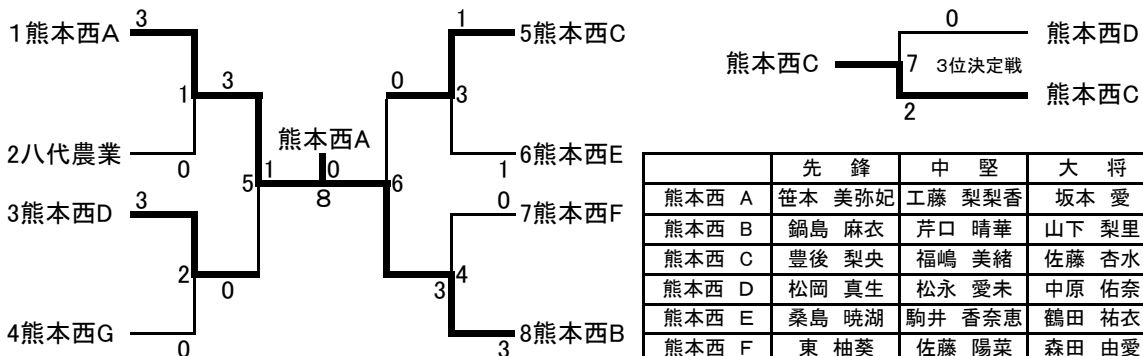 3
1熊本西A
1
3
2八代農業
0
5
3
3熊本西D
2
0
4熊本西G
0
熊本西A
1
0
8
1
5熊本西C
0
3
6熊本西E
1
6
0
7熊本西F
4
3
8熊本西B
3
0
熊本西D
熊本西C
7 3位決定戦
熊本西C
2
先 鋒 中 堅 大 将
熊本西 A 笹本 美弥妃 工藤 梨梨香 坂本 愛
熊本西 B 鍋島 麻衣 芹口 晴華 山下 梨里
熊本西 C 豊後 梨央 福嶋 美緒 佐藤 杏水
熊本西 D 松岡 真生 松永 愛未 中原 佑奈
熊本西 E 桑島 暁湖 駒井 香奈恵 鶴田 祐衣
熊本西 F 東 柚葵 佐藤 陽菜 森田 由愛